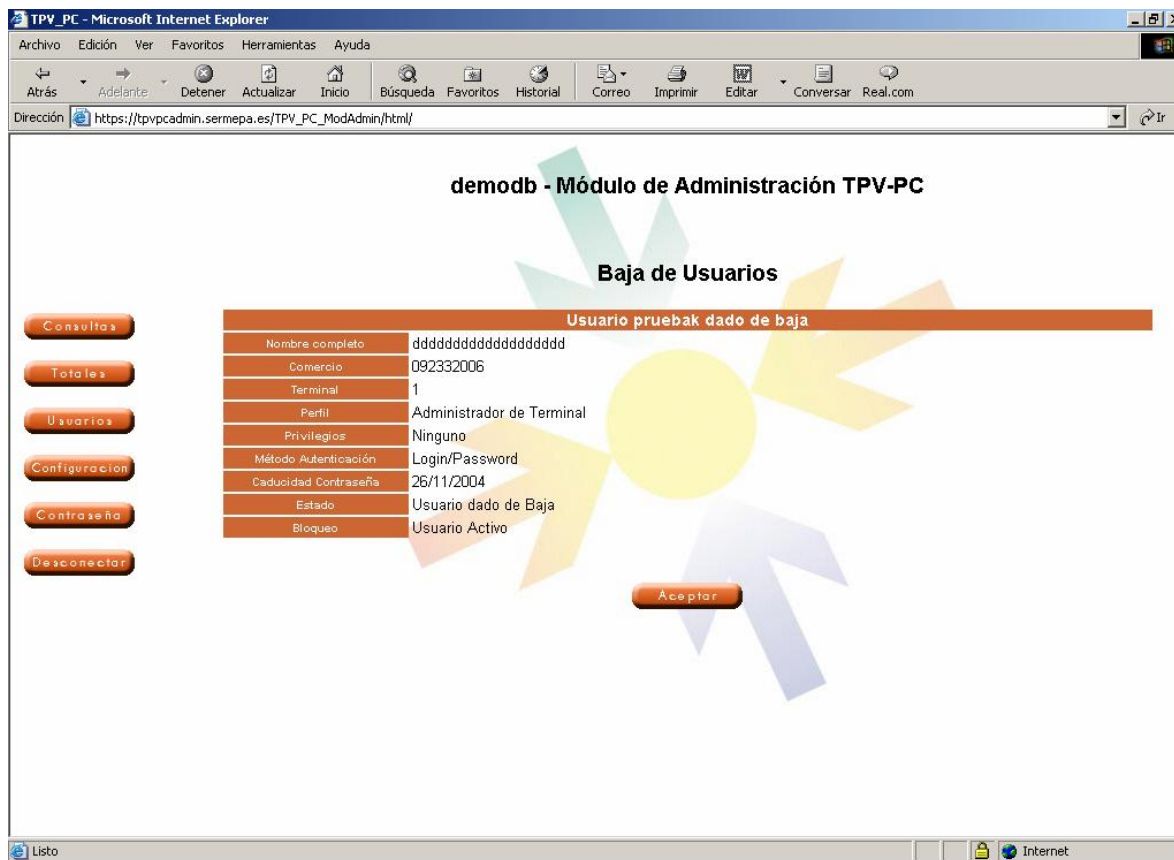 TPV_PC - Microsoft Internet Explorer
Archivo Edición Ver Favoritos Herramientas Ayuda
Atrás Adelante Detener Actualizar Inicio Búsqueda Favoritos Historial Correo Imprimir Editar Conversar Real.com
Dirección https://tpvpcadmin.sermepa.es/TPV_PC_ModAdmin/html/ Ir
demodb - Módulo de Administración TPV-PC
Baja de Usuarios
Consultas
Totales
Usuarios
Configuracion
Contraseña
Desconectar
Usuario pruebak dado de baja
Nombre completo ddddddddddddddddddd
Comercio 092332006
Terminal 1
Perfil Administrador de Terminal
Privilegios Ninguno
Método Autenticación Login/Password
Caducidad Contraseña 26/11/2004
Estado Usuario dado de Baja
Bloqueo Usuario Activo
Aceptar
Listo Internet